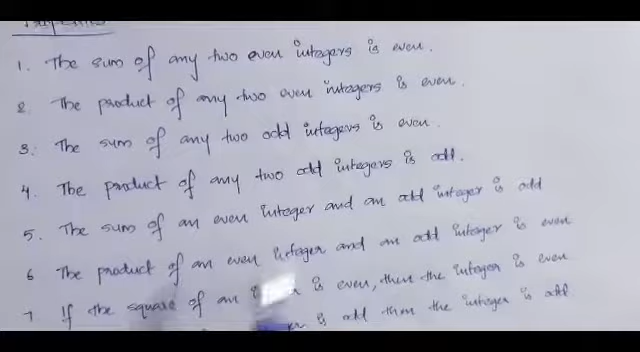 Properties
1. The sum of any two even integers is even.
2 The product of any two even integers is even.
3. The sum of any two odd integers is even.
4. The product of any two odd integers is odd.
5. The sum of an even integer and an odd integer is odd
6 The product of an even integer and an odd integer is even
7 If the square of an is even, then the integer is even
is odd then the integer is odd